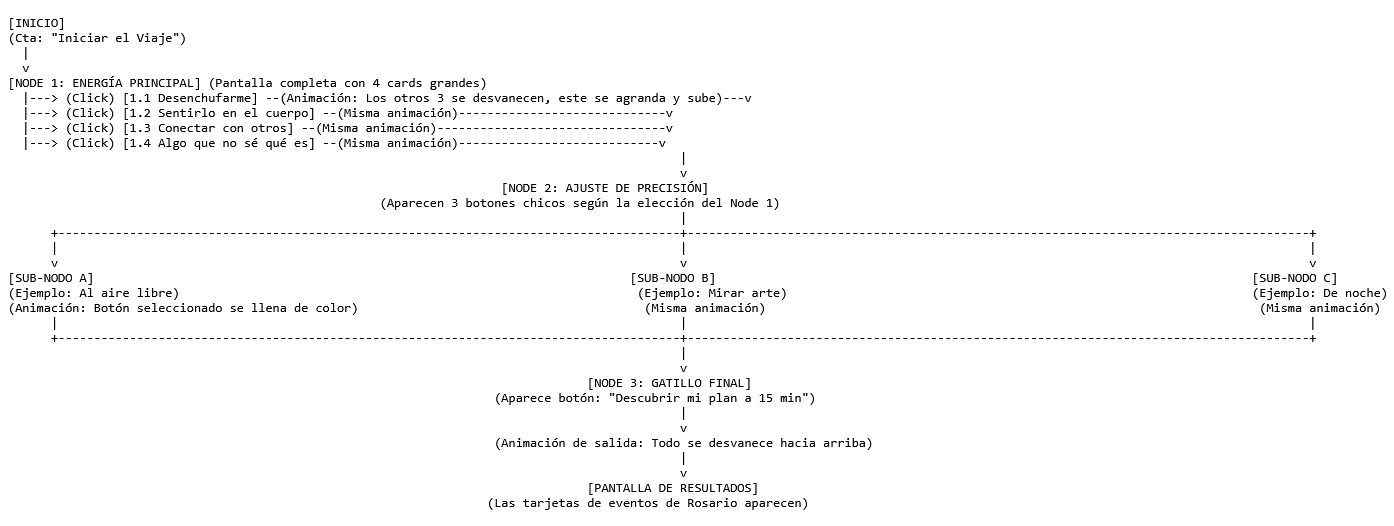 [INICIO]
(Cta: "Iniciar el Viaje")
|
v
[NODE 1: ENERGÍA PRINCIPAL] (Pantalla completa con 4 cards grandes)
|---> (Click) [1.1 Desenchufarme] --(Animación: Los otros 3 se desvanecen, este se agranda y sube)---v
|---> (Click) [1.2 Sentirlo en el cuerpo] --(Misma animación)-----------------------------v
|---> (Click) [1.3 Conectar con otros] --(Misma animación)--------------------------------v
|---> (Click) [1.4 Algo que no sé qué es] --(Misma animación)----------------------------v
|
v
[NODE 2: AJUSTE DE PRECISIÓN]
(Aparecen 3 botones chicos según la elección del Node 1)
|
+---------------------------------------------------------------------------------------+---------------------------------------------------------------------------------------+
| | |
v v v
[SUB-NODO A] [SUB-NODO B] [SUB-NODO C]
(Ejemplo: Al aire libre) (Ejemplo: Mirar arte) (Ejemplo: De noche)
(Animación: Botón seleccionado se llena de color) (Misma animación) (Misma animación)
| | |
+---------------------------------------------------------------------------------------+---------------------------------------------------------------------------------------+
|
v
[NODE 3: GATILLO FINAL]
(Aparece botón: "Descubrir mi plan a 15 min")
|
v
(Animación de salida: Todo se desvanece hacia arriba)
|
v
[PANTALLA DE RESULTADOS]
(Las tarjetas de eventos de Rosario aparecen)